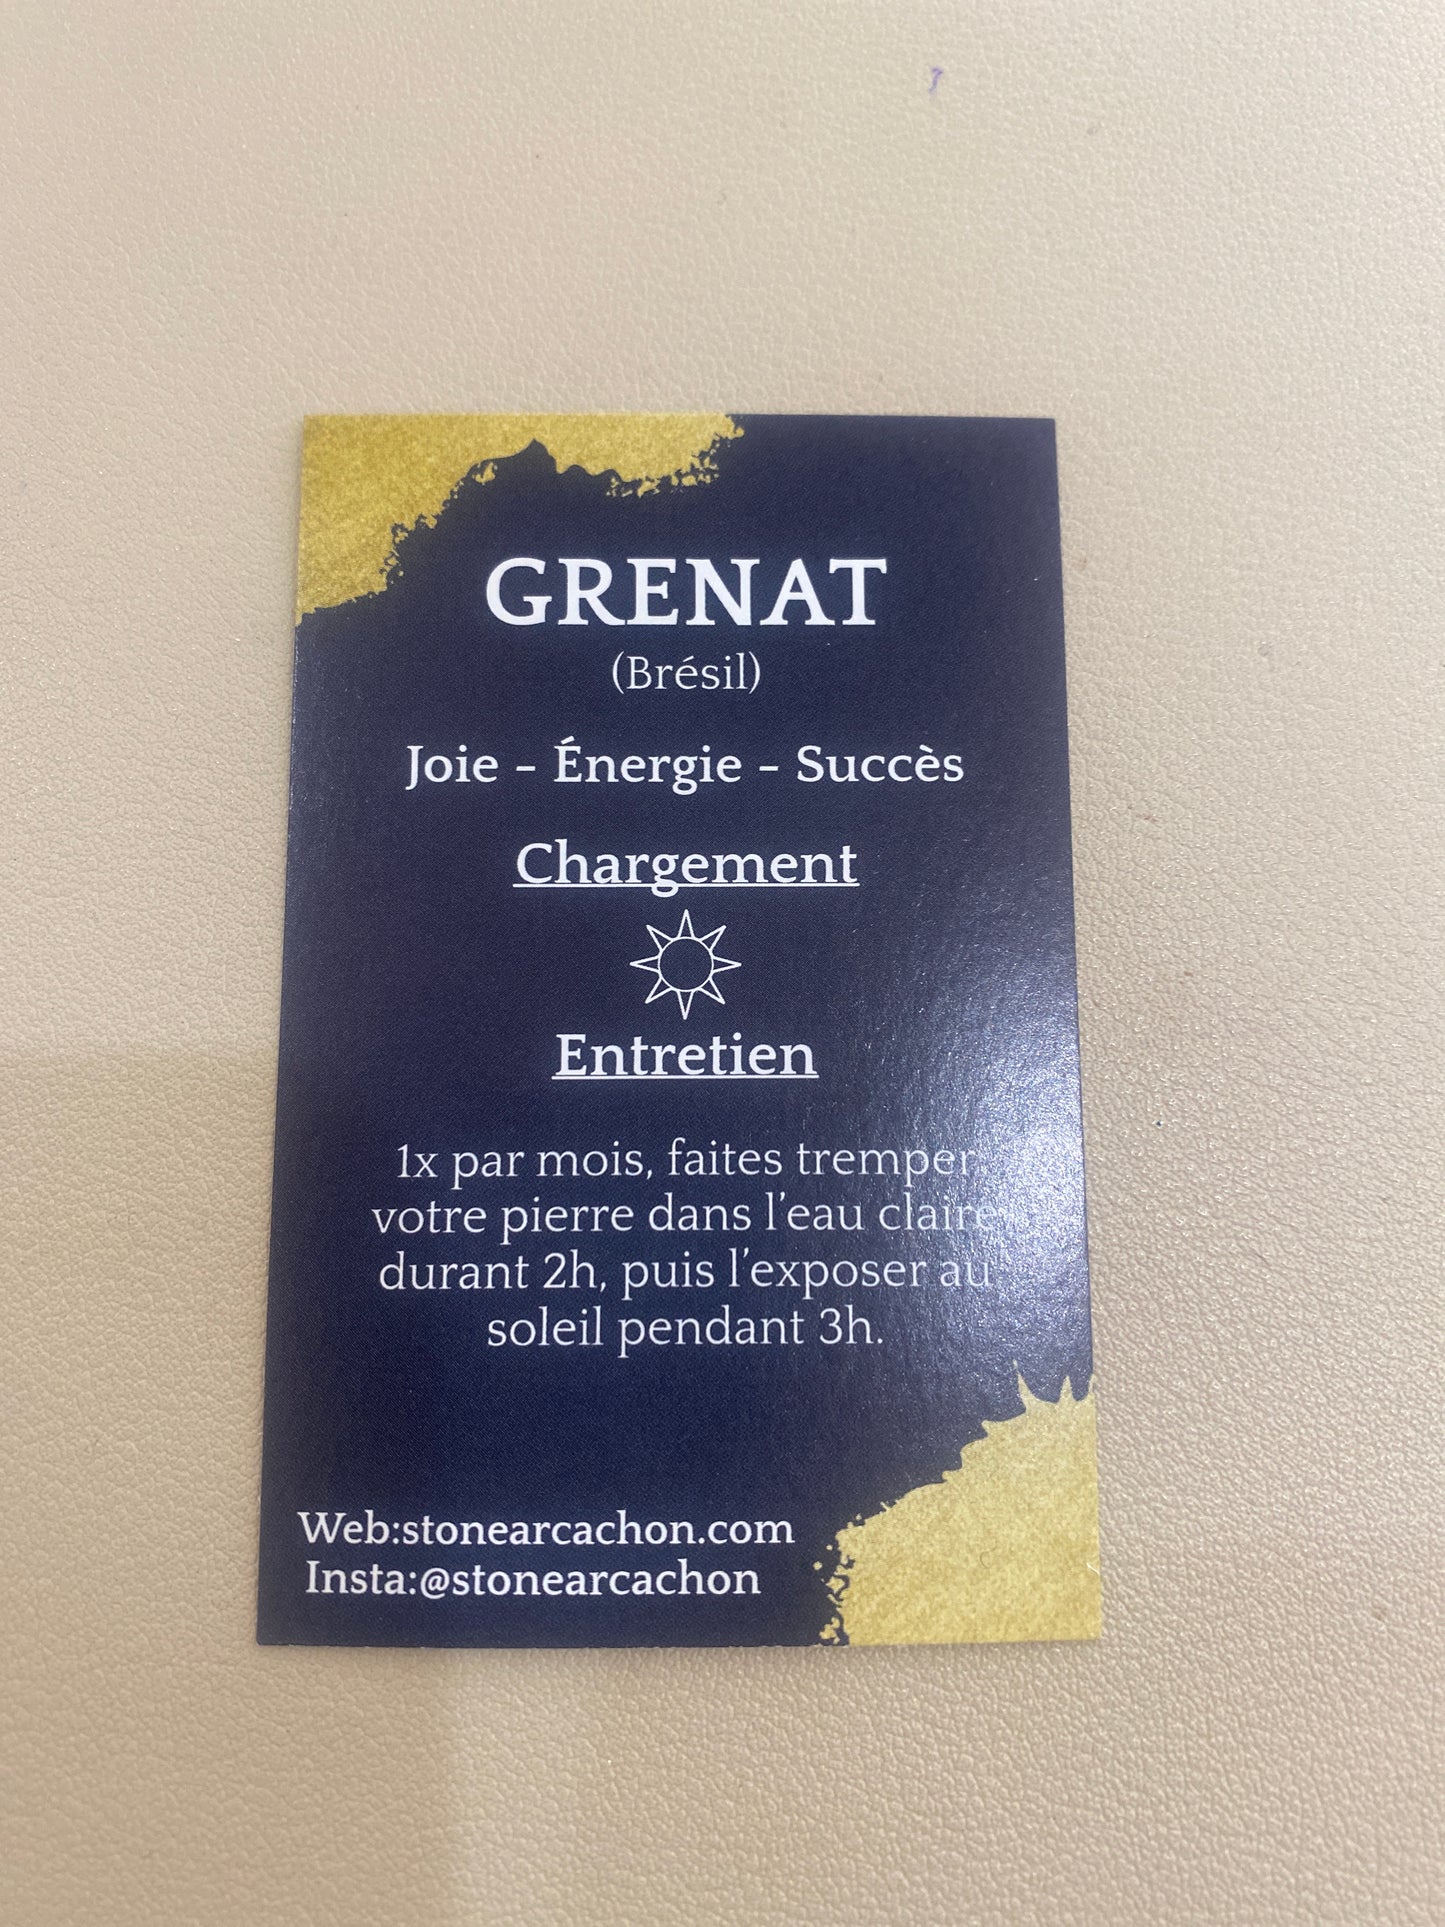 GRENAT
(Brésil)
Joie - Énergie - Succès
Chargement
Entretien
1x par mois, faites tremper
votre pierre dans l'eau claire
durant 2h, puis l'exposer au
soleil pendant 3h.
Web:stonearcachon.com
Insta:@stonearcachon